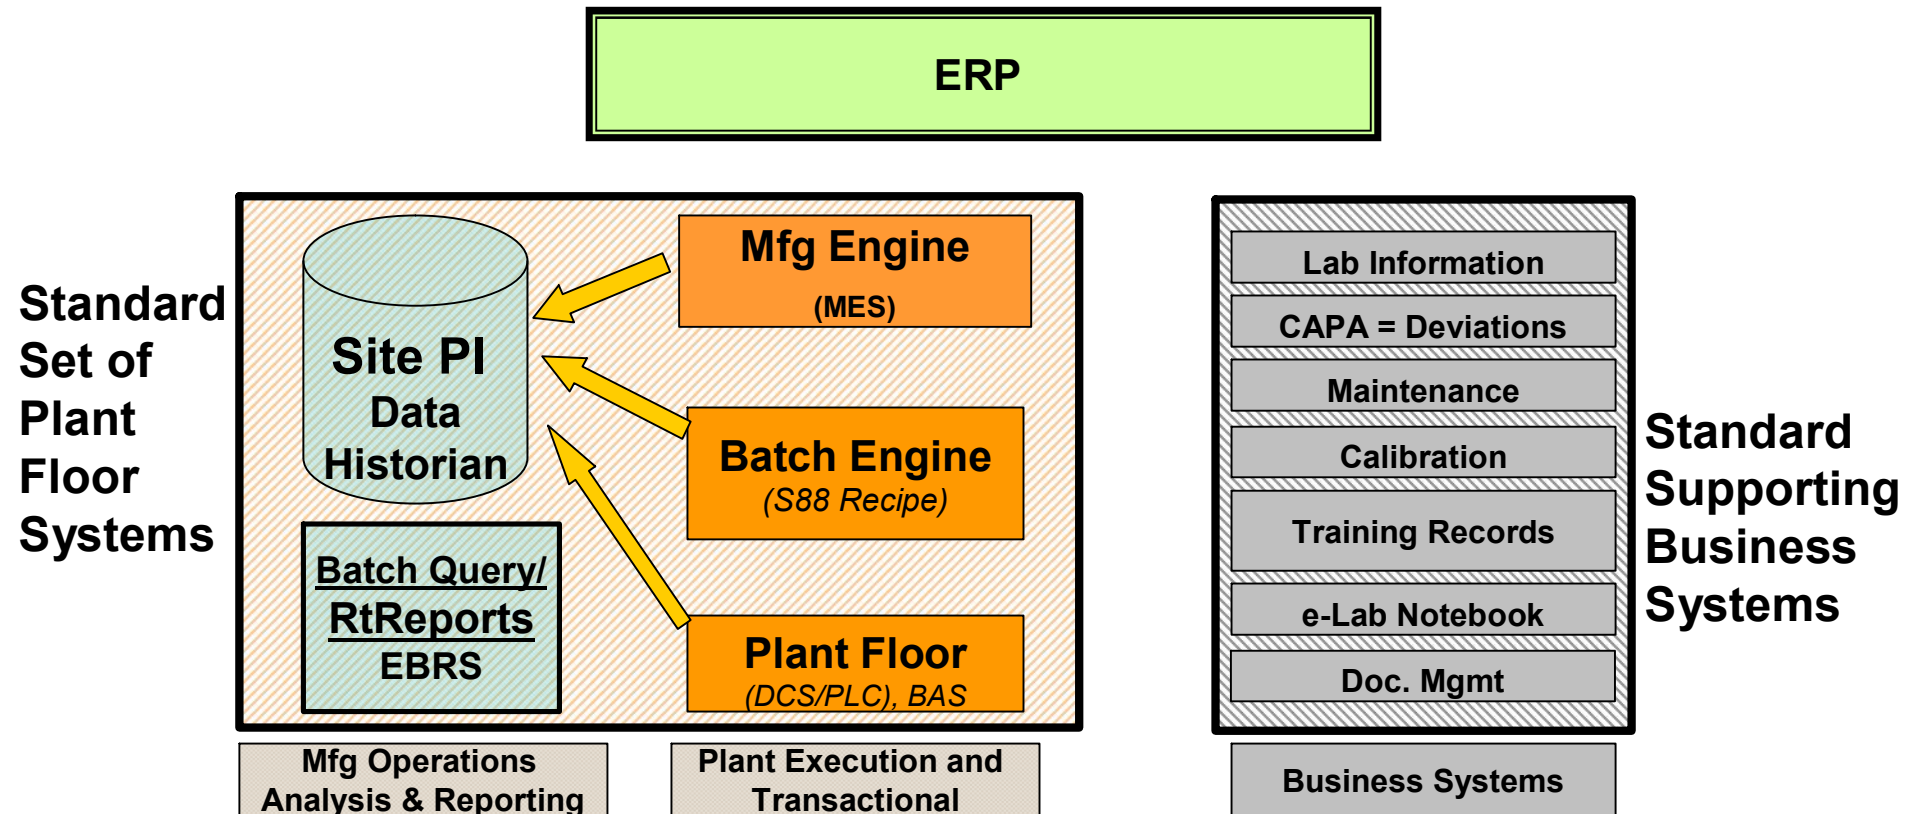 ERP
Standard
Set of
Plant
Floor
Systems
Site PI
Data
Historian
Batch Query/
RtReports
EBRS
Mfg Engine
(MES)
Batch Engine
(S88 Recipe)
Plant Floor
(DCS/PLC), BAS
Lab Information
CAPA = Deviations
Maintenance
Calibration
Training Records
e-Lab Notebook
Doc. Mgmt
Standard
Supporting
Business
Systems
Mfg Operations
Analysis & Reporting
Plant Execution and
Transactional
Business Systems